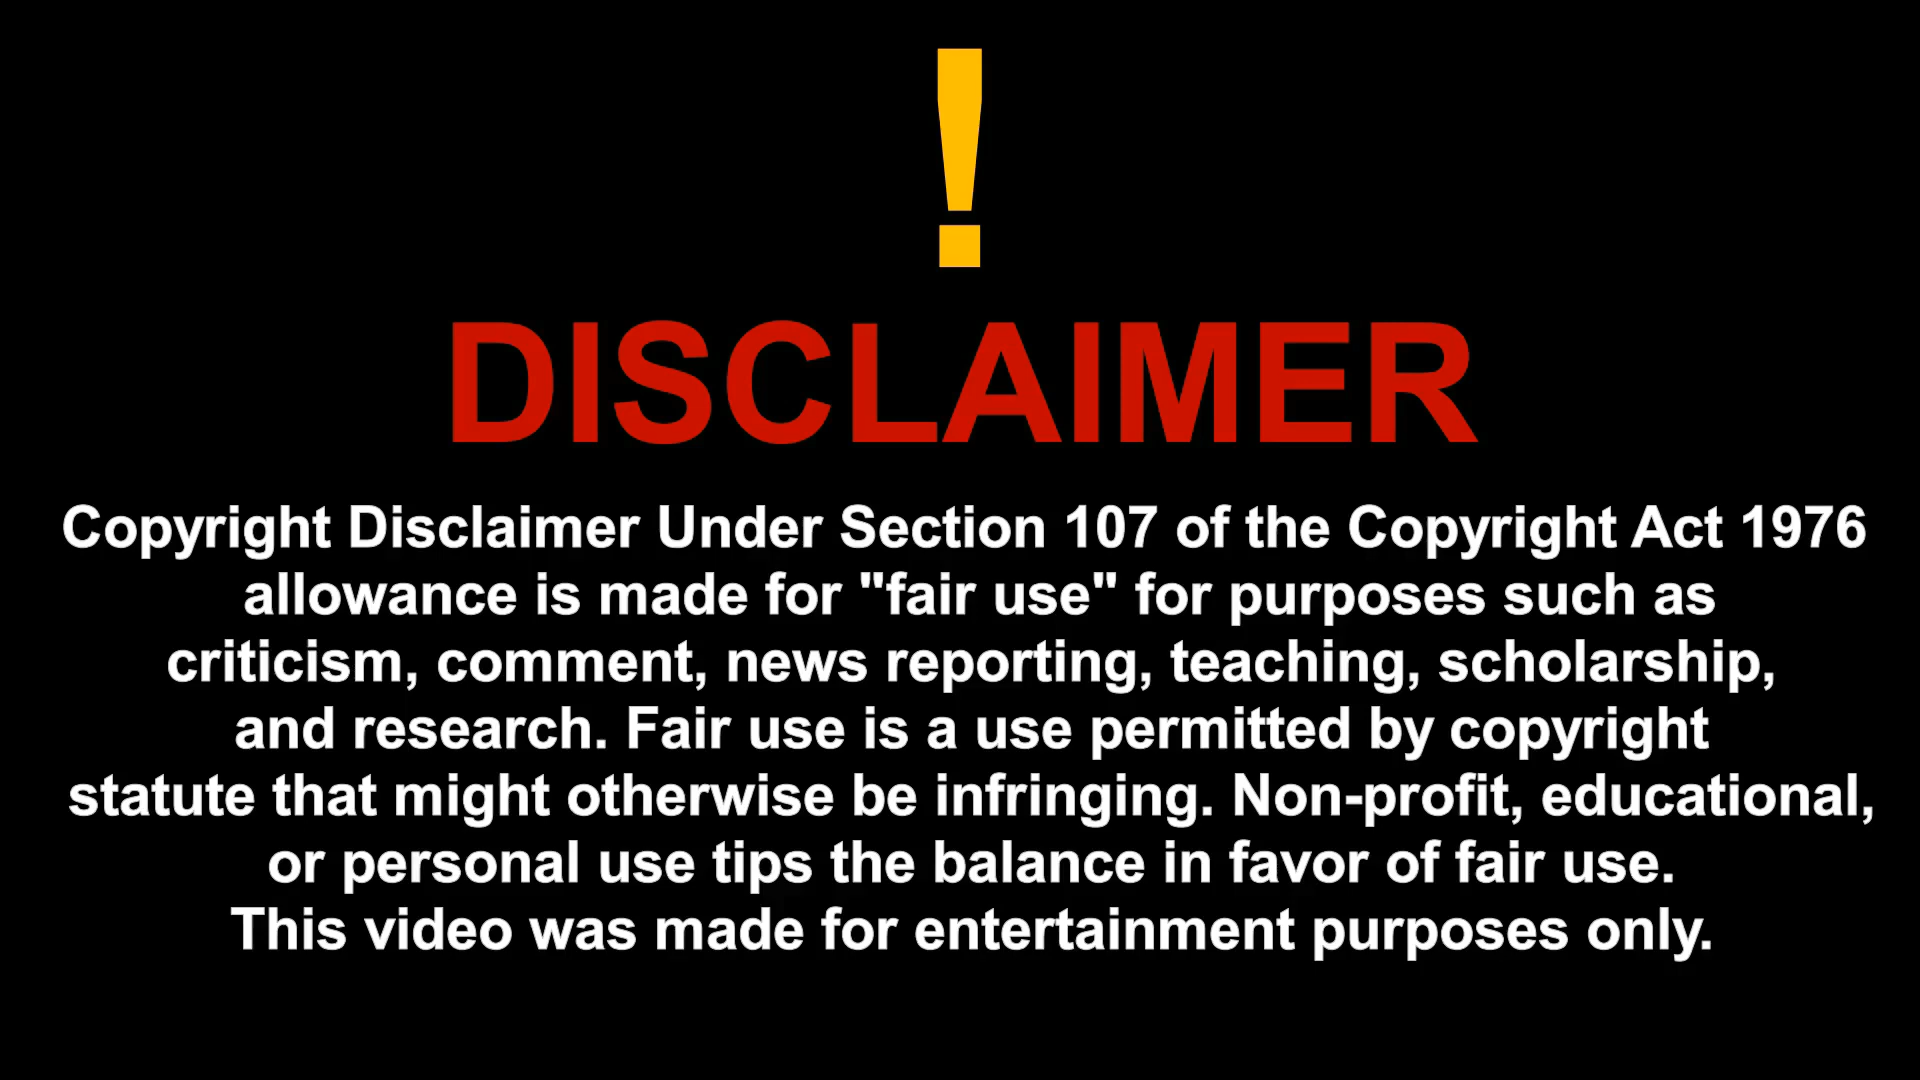 !
DISCLAIMER
Copyright Disclaimer Under Section 107 of the Copyright Act 1976
allowance is made for "fair use" for purposes such as
criticism, comment, news reporting, teaching, scholarship,
and research. Fair use is a use permitted by copyright
statute that might otherwise be infringing. Non-profit, educational,
or personal use tips the balance in favor of fair use.
This video was made for entertainment purposes only.